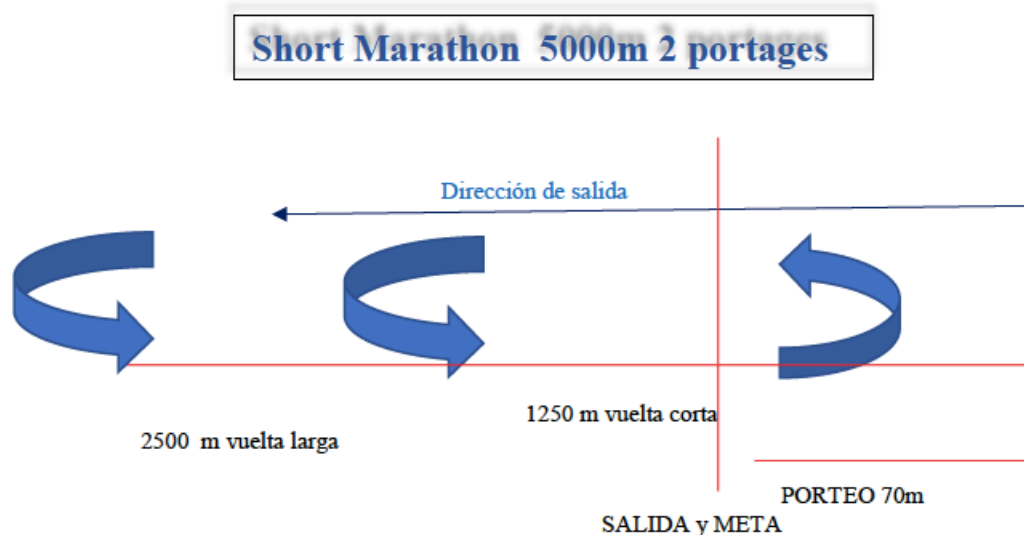 Short Marathon 5000m 2 portages
Dirección de salida
1250 m vuelta corta
2500 m vuelta larga
PORTEO 70m
SALIDA y META